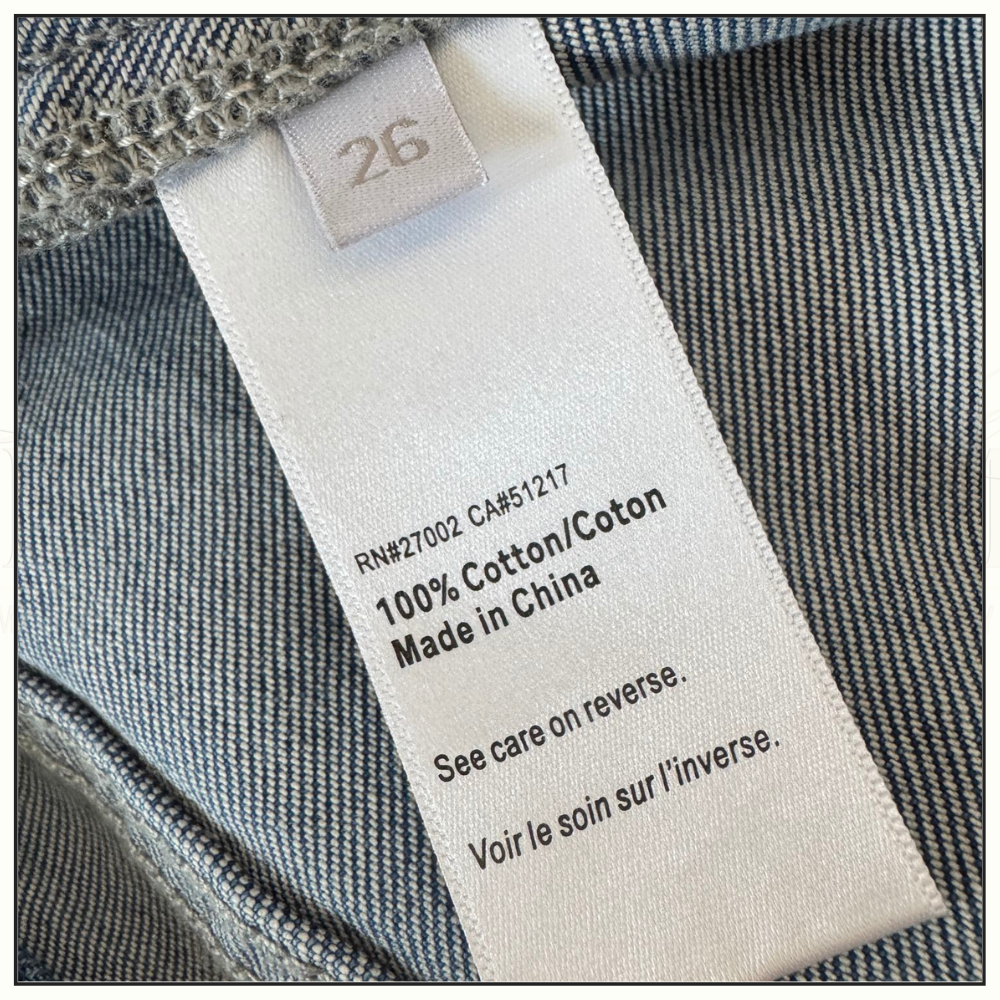 26
RN#27002 CA#51217
100% Cotton/Coton
Made in China
See care on reverse.
Voir le soin sur l'inverse.